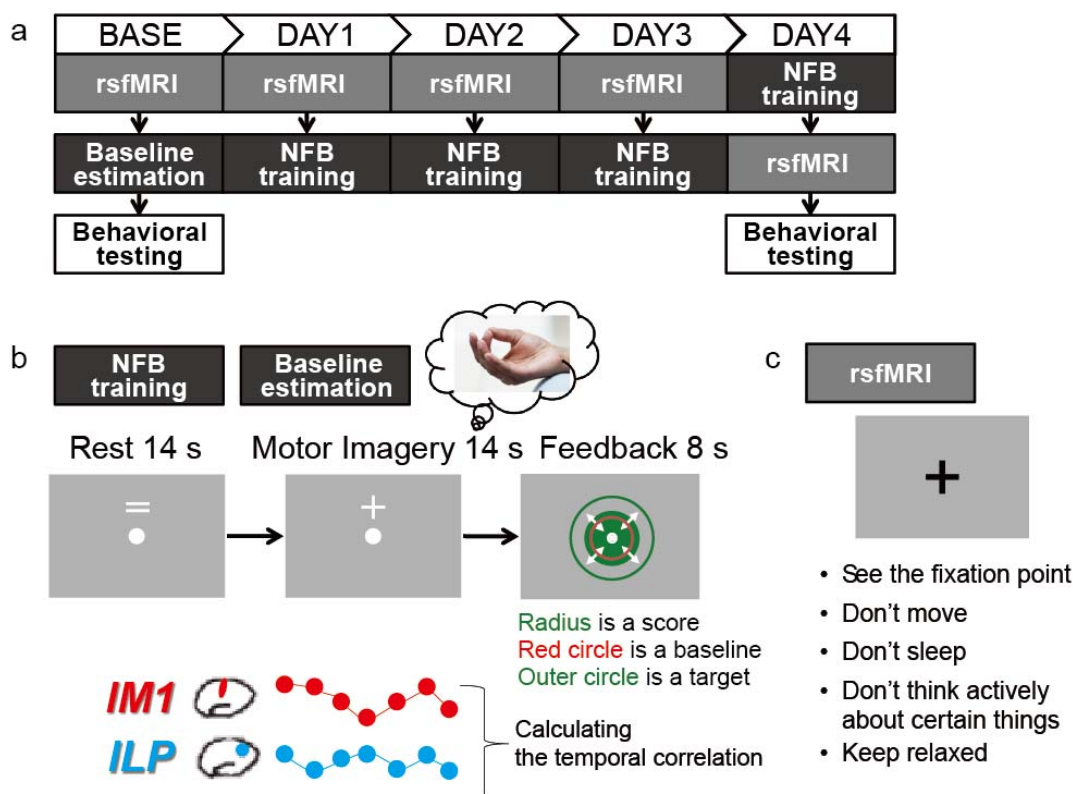 a
BASE DAY1 DAY2 DAY3 DAY4
rsfMRI rsfMRI rsfMRI rsfMRI NFB
training
Baseline
estimation
NFB
training
NFB
training
NFB
training
rsfMRI
Behavioral
testing
Behavioral
testing
b
NFB
training
Baseline
estimation
Rest 14 s Motor Imagery 14 s Feedback 8 s
=
+
Radius is a score
Red circle is a baseline
Outer circle is a target
IM1
ILP
Calculating
the temporal correlation
c
rsfMRI
+
• See the fixation point
• Don't move
• Don't sleep
• Don't think actively
about certain things
• Keep relaxed